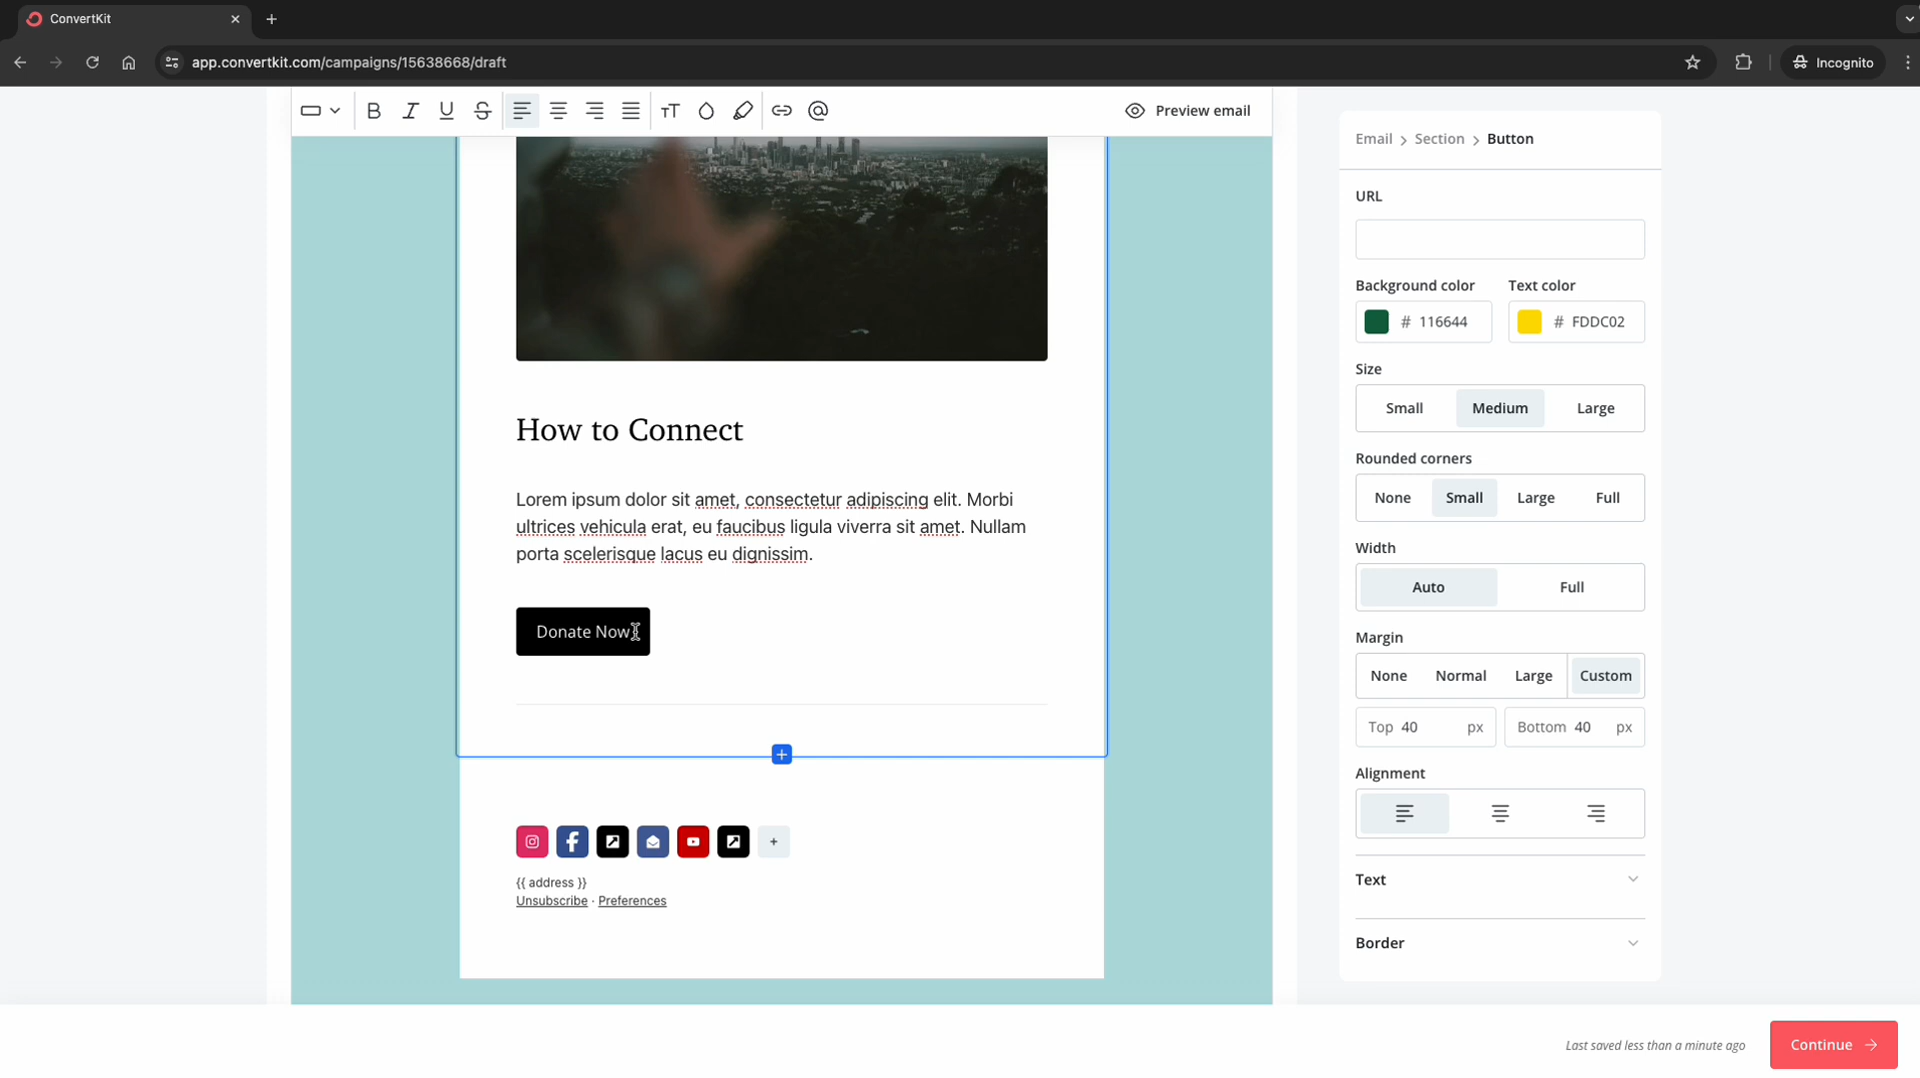 ConvertKit
app.convertkit.com/campaigns/15638668/draft
Incognito
B I U S TT
Preview email
Email > Section > Button
URL
Background color Text color
# 116644 # FDDC02
Size
Small Medium Large
Rounded corners
None Small Large Full
Width
Auto Full
Margin
None Normal Large Custom
Top 40 px Bottom 40 px
Alignment
Text
Border
How to Connect
Lorem ipsum dolor sit amet, consectetur adipiscing elit. Morbi
ultrices vehicula erat, eu faucibus ligula viverra sit amet. Nullam
porta scelerisque lacus eu dignissim.
Donate Now
{{ address }}
Unsubscribe · Preferences
Last saved less than a minute ago
Continue